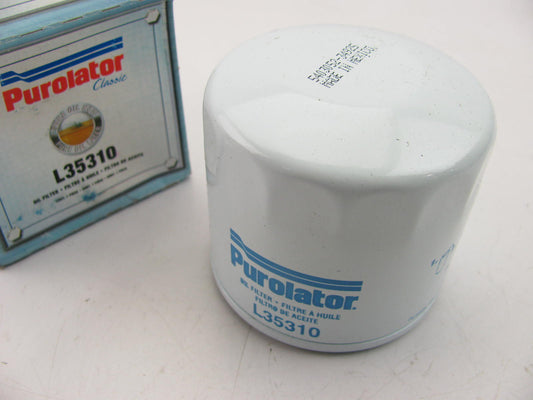 Purolator
Classic
L35310
OIL FILTER • FILTRE À HUILE • FILTRO DE ACEITE
MADE IN MEXICO
Purolator
OIL FILTER • FILTRE À HUILE
FILTRO DE ACEITE
L35310